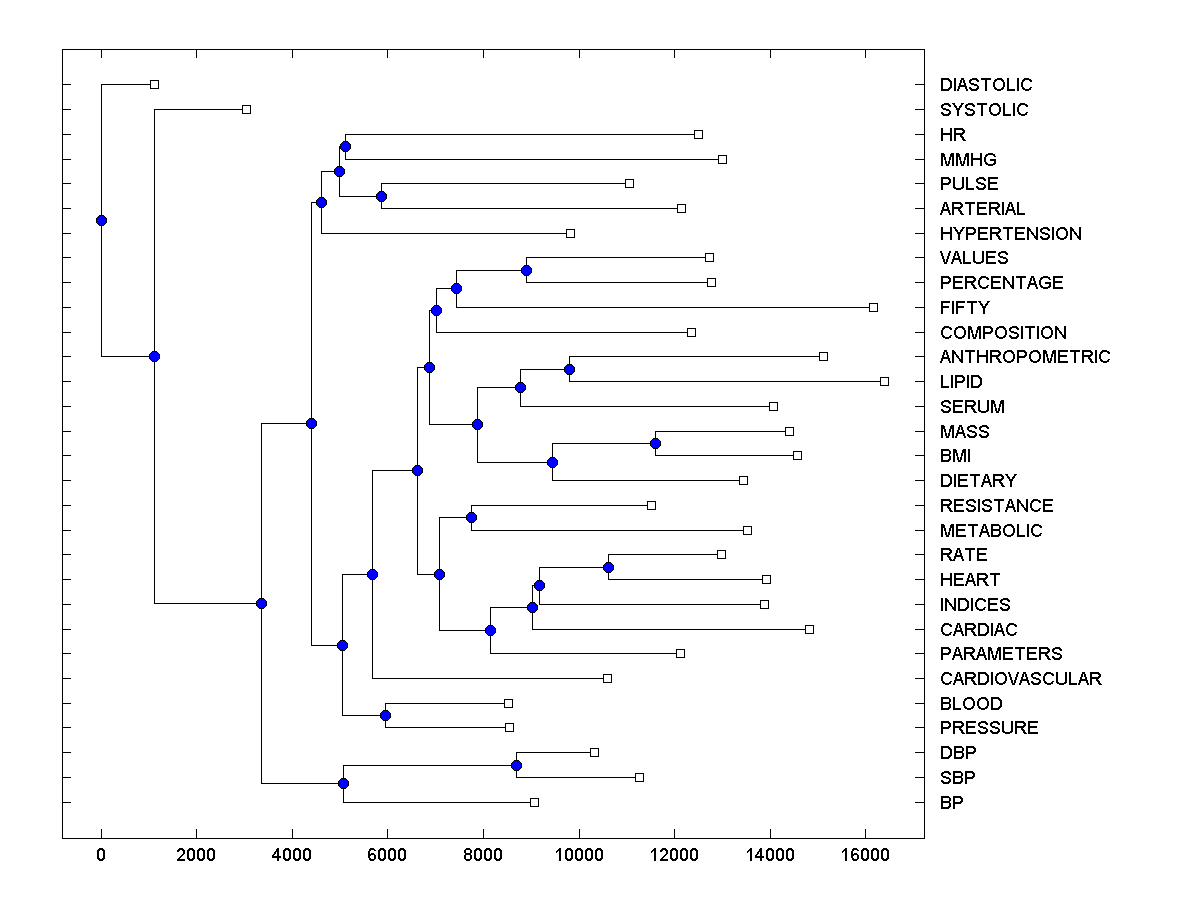 DIASTOLIC
SYSTOLIC
HR
MMHG
PULSE
ARTERIAL
HYPERTENSION
VALUES
PERCENTAGE
FIFTY
COMPOSITION
ANTHROPOMETRIC
LIPID
SERUM
MASS
BMI
DIETARY
RESISTANCE
METABOLIC
RATE
HEART
INDICES
CARDIAC
PARAMETERS
CARDIOVASCULAR
BLOOD
PRESSURE
DBP
SBP
BP
0 2000 4000 6000 8000 10000 12000 14000 16000